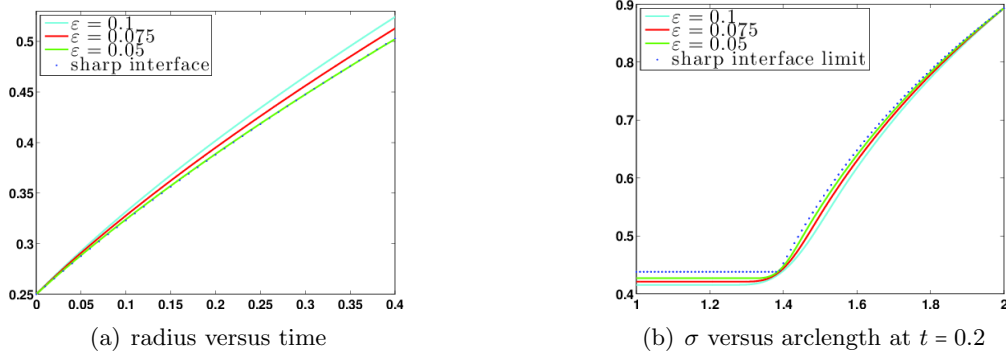 ε = 0.1
ε = 0.075
ε = 0.05
sharp interface
0.5
0.45
0.4
0.35
0.3
0.25
0 0.05 0.1 0.15 0.2 0.25 0.3 0.35 0.4
(a) radius versus time
ε = 0.1
ε = 0.075
ε = 0.05
sharp interface limit
0.9
0.8
0.7
0.6
0.5
0.4
1 1.2 1.4 1.6 1.8 2
(b) σ versus arclength at t = 0.2